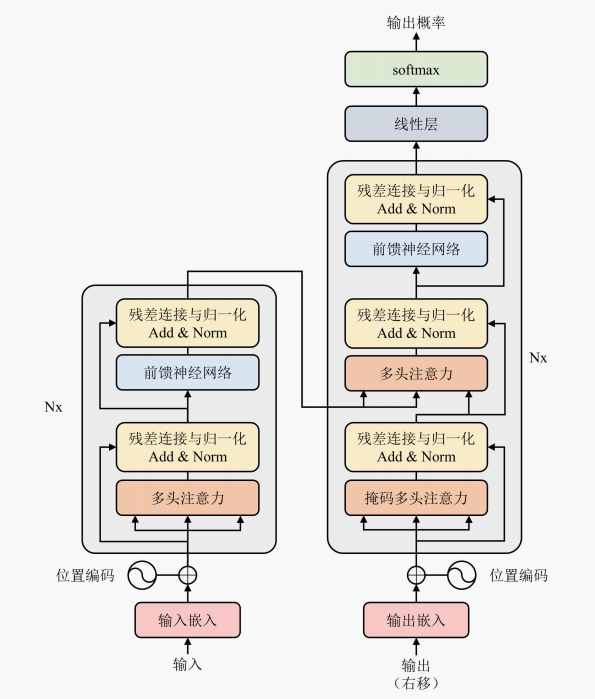 输出概率
softmax
线性层
残差连接与归一化
Add & Norm
前馈神经网络
残差连接与归一化
Add & Norm
多头注意力
Nx
残差连接与归一化
Add & Norm
掩码多头注意力
残差连接与归一化
Add & Norm
前馈神经网络
Nx
残差连接与归一化
Add & Norm
多头注意力
位置编码
位置编码
输入嵌入
输出嵌入
输入
输出
（右移）